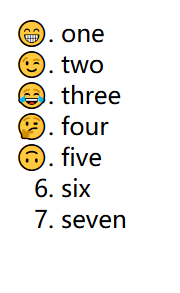 😁. one
😉. two
😂. three
🤔. four
🙃. five
6. six
7. seven